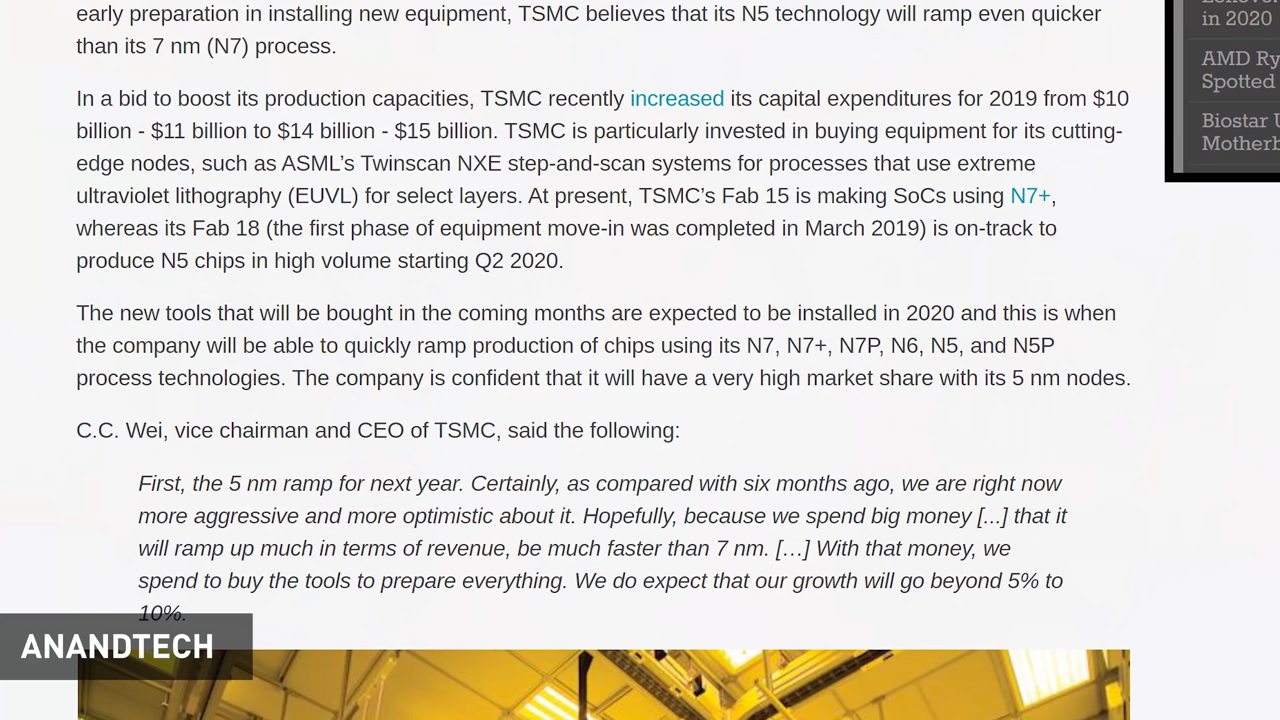 early preparation in installing new equipment, TSMC believes that its N5 technology will ramp even quicker
than its 7 nm (N7) process.
In a bid to boost its production capacities, TSMC recently increased its capital expenditures for 2019 from $10
billion - $11 billion to $14 billion - $15 billion. TSMC is particularly invested in buying equipment for its cutting-
edge nodes, such as ASML's Twinscan NXE step-and-scan systems for processes that use extreme
ultraviolet lithography (EUVL) for select layers. At present, TSMC's Fab 15 is making SoCs using N7+,
whereas its Fab 18 (the first phase of equipment move-in was completed in March 2019) is on-track to
produce N5 chips in high volume starting Q2 2020.
The new tools that will be bought in the coming months are expected to be installed in 2020 and this is when
the company will be able to quickly ramp production of chips using its N7, N7+, N7P, N6, N5, and N5P
process technologies. The company is confident that it will have a very high market share with its 5 nm nodes.
C.C. Wei, vice chairman and CEO of TSMC, said the following:
First, the 5 nm ramp for next year. Certainly, as compared with six months ago, we are right now
more aggressive and more optimistic about it. Hopefully, because we spend big money [...] that it
will ramp up much in terms of revenue, be much faster than 7 nm. […] With that money, we
spend to buy the tools to prepare everything. We do expect that our growth will go beyond 5% to
10%.
ANANDTECH
in 2020
AMD Ry
Spotted
Biostar
Motherb